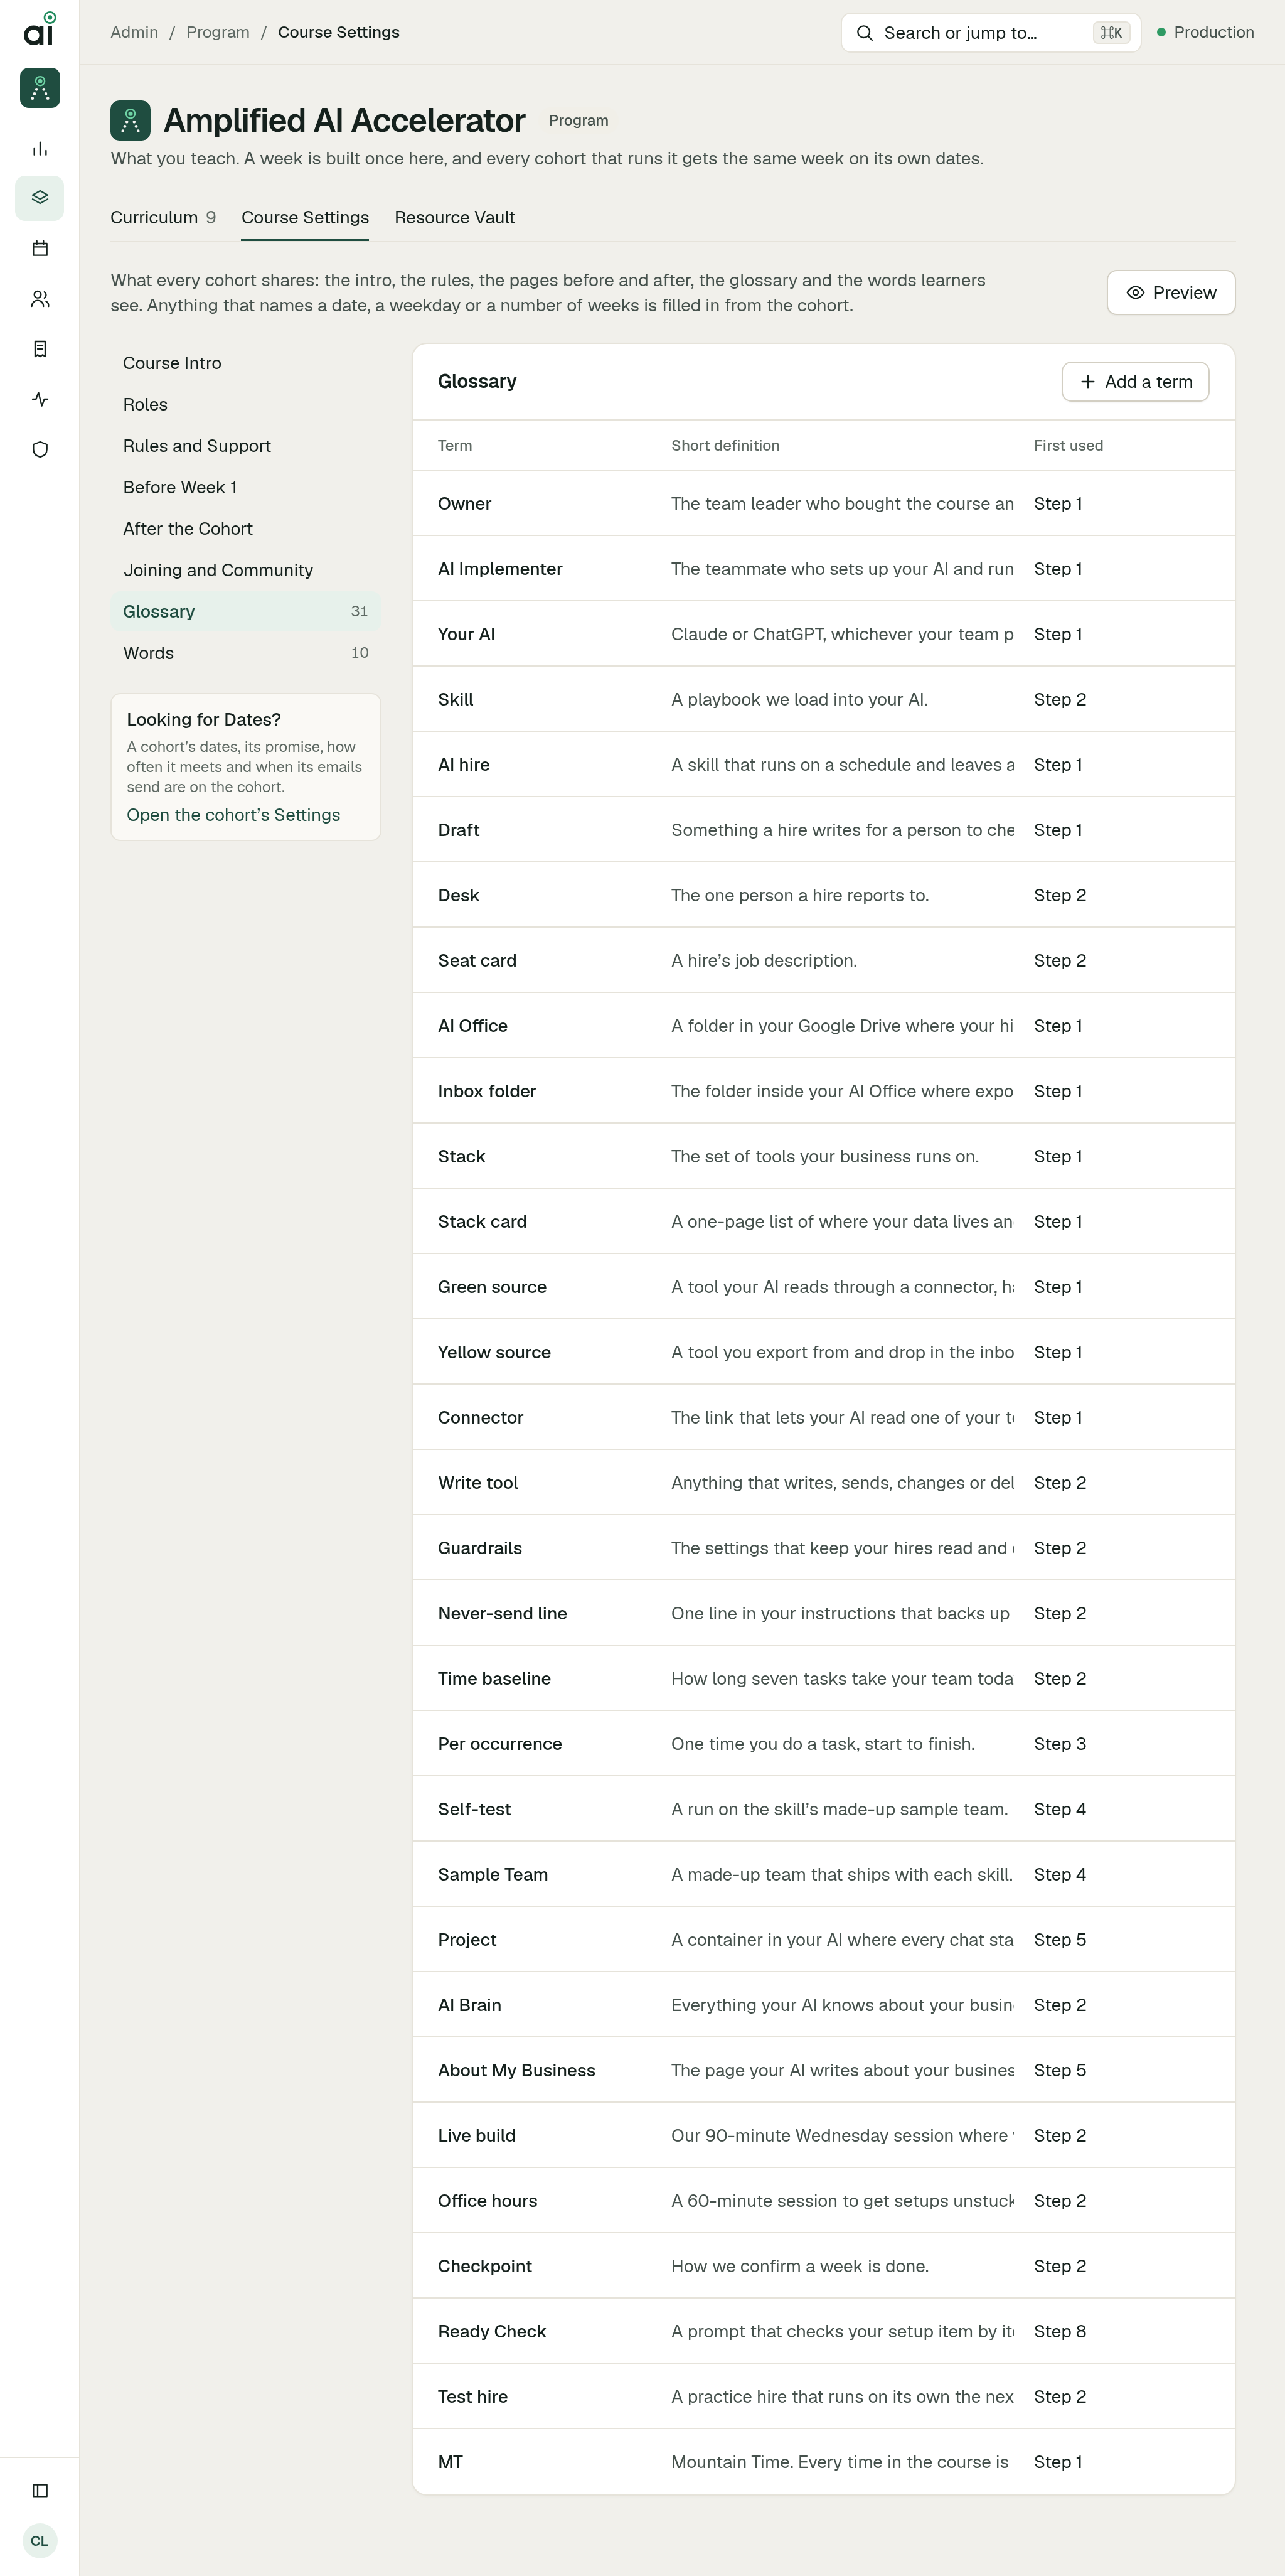 ai
Admin / Program / Course Settings
Search or jump to...
⌘K
Production
Amplified AI Accelerator
Program
What you teach. A week is built once here, and every cohort that runs it gets the same week on its own dates.
Curriculum 9
Course Settings
Resource Vault
What every cohort shares: the intro, the rules, the pages before and after, the glossary and the words learners
see. Anything that names a date, a weekday or a number of weeks is filled in from the cohort.
Preview
Course Intro
Roles
Rules and Support
Before Week 1
After the Cohort
Joining and Community
Glossary 31
Words 10
Looking for Dates?
A cohort’s dates, its promise, how
often it meets and when its emails
send are on the cohort.
Open the cohort’s Settings
Glossary
Add a term
Term Short definition First used
Owner The team leader who bought the course an Step 1
AI Implementer The teammate who sets up your AI and run Step 1
Your AI Claude or ChatGPT, whichever your team p Step 1
Skill A playbook we load into your AI. Step 2
AI hire A skill that runs on a schedule and leaves a Step 1
Draft Something a hire writes for a person to che Step 1
Desk The one person a hire reports to. Step 2
Seat card A hire’s job description. Step 2
AI Office A folder in your Google Drive where your hi Step 1
Inbox folder The folder inside your AI Office where expo Step 1
Stack The set of tools your business runs on. Step 1
Stack card A one-page list of where your data lives an Step 1
Green source A tool your AI reads through a connector, ha Step 1
Yellow source A tool you export from and drop in the inbo Step 1
Connector The link that lets your AI read one of your Step 1
Write tool Anything that writes, sends, changes or del Step 2
Guardrails The settings that keep your hires read and Step 2
Never-send line One line in your instructions that backs up Step 2
Time baseline How long seven tasks take your team toda Step 2
Per occurrence One time you do a task, start to finish. Step 3
Self-test A run on the skill’s made-up sample team. Step 4
Sample Team A made-up team that ships with each skill. Step 4
Project A container in your AI where every chat sta Step 5
AI Brain Everything your AI knows about your busin Step 2
About My Business The page your AI writes about your busines Step 5
Live build Our 90-minute Wednesday session where Step 2
Office hours A 60-minute session to get setups unstuck Step 2
Checkpoint How we confirm a week is done. Step 2
Ready Check A prompt that checks your setup item by Step 8
Test hire A practice hire that runs on its own the nex Step 2
MT Mountain Time. Every time in the course is Step 1
CL